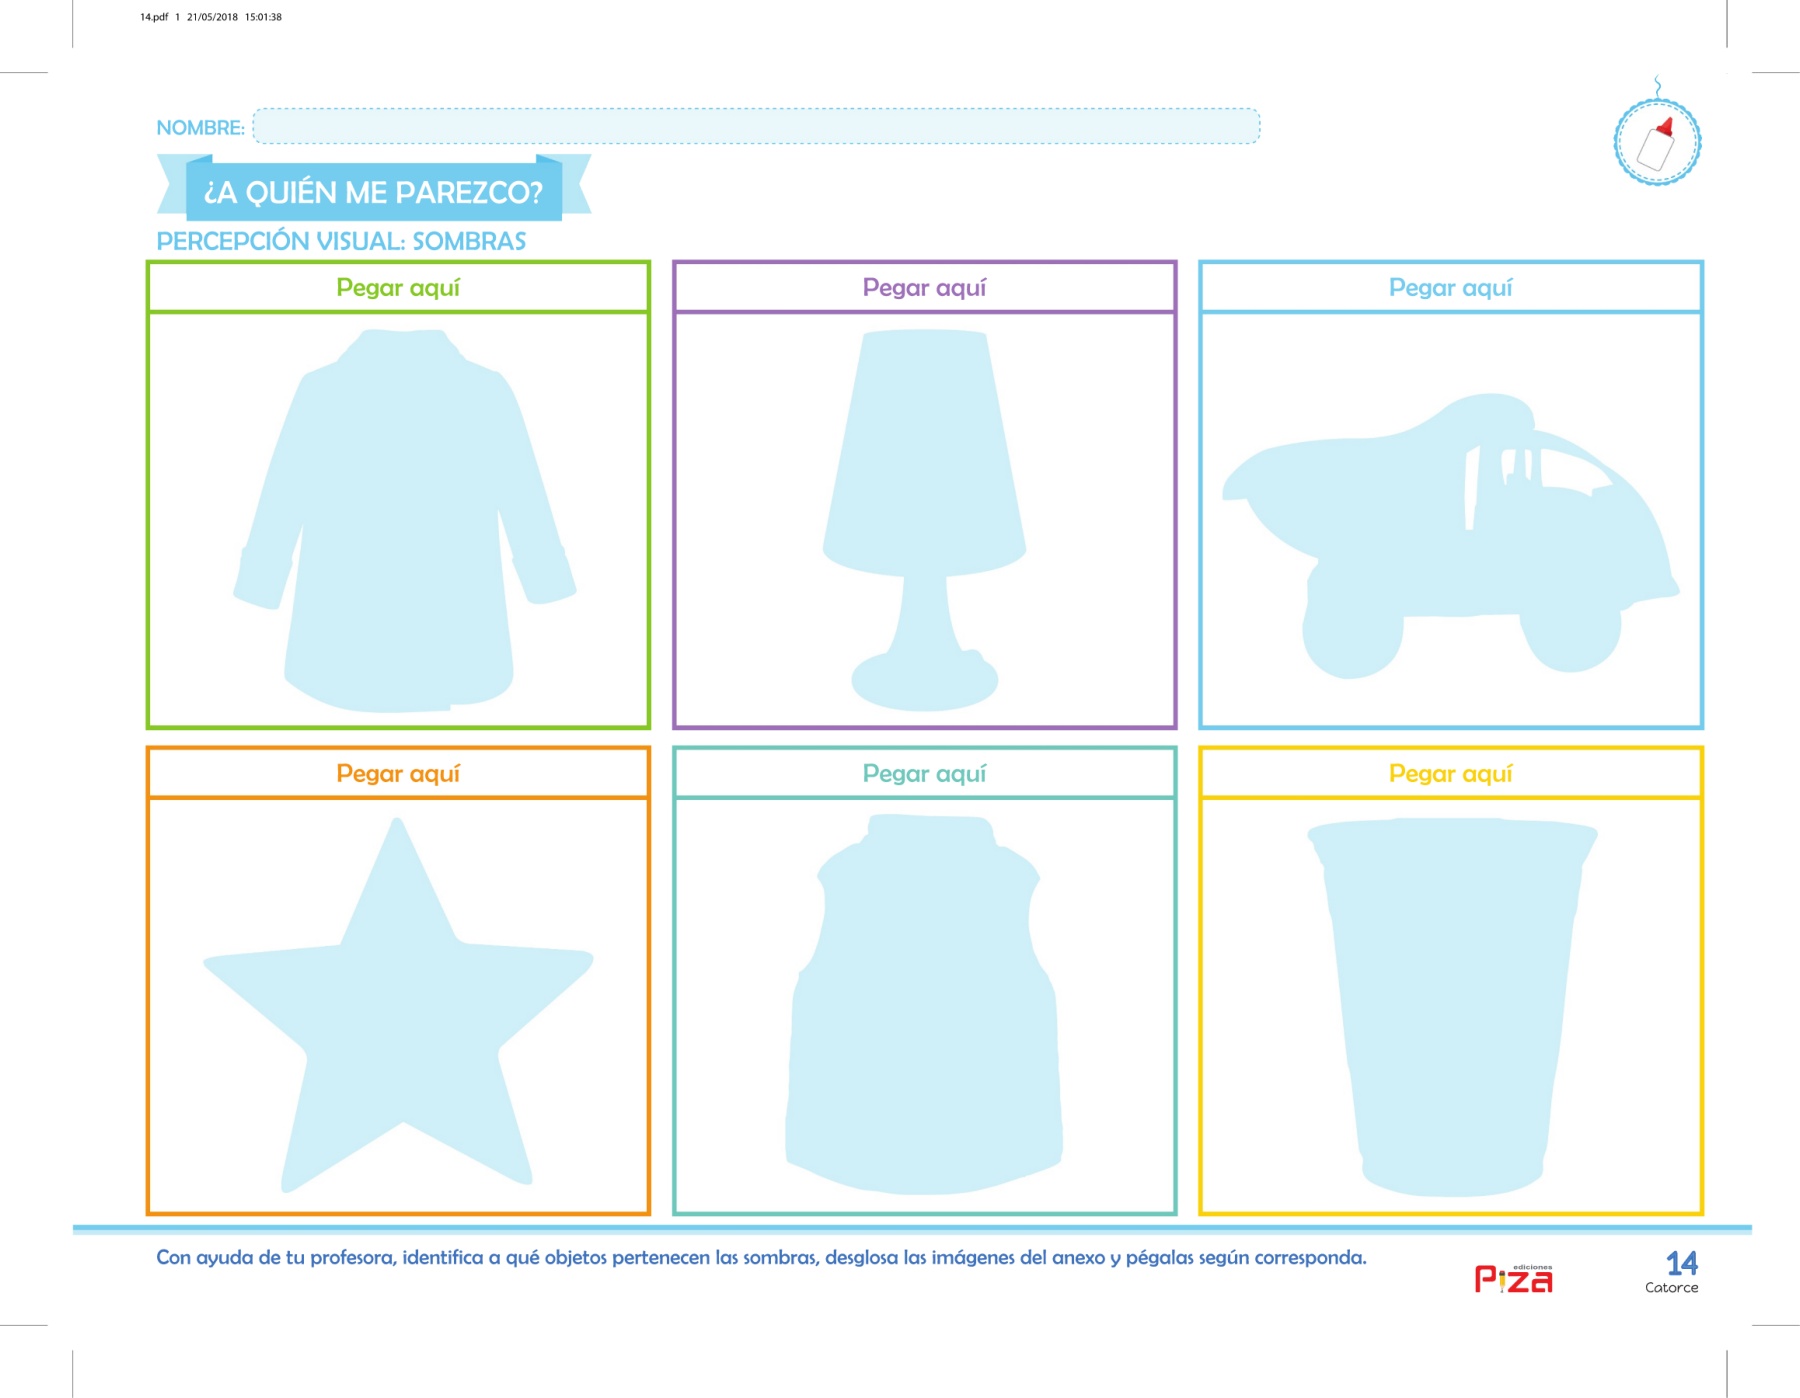 14.pdf 1 21/05/2018 15:01:38
NOMBRE:
¿A QUIÉN ME PAREZCO?
PERCEPCIÓN VISUAL: SOMBRAS
Pegar aquí
Pegar aquí
Pegar aquí
Pegar aquí
Pegar aquí
Pegar aquí
Con ayuda de tu profesora, identifica a qué objetos pertenecen las sombras, desglosa las imágenes del anexo y pégalas según corresponda.
ediciones
Piza
14
Catorce